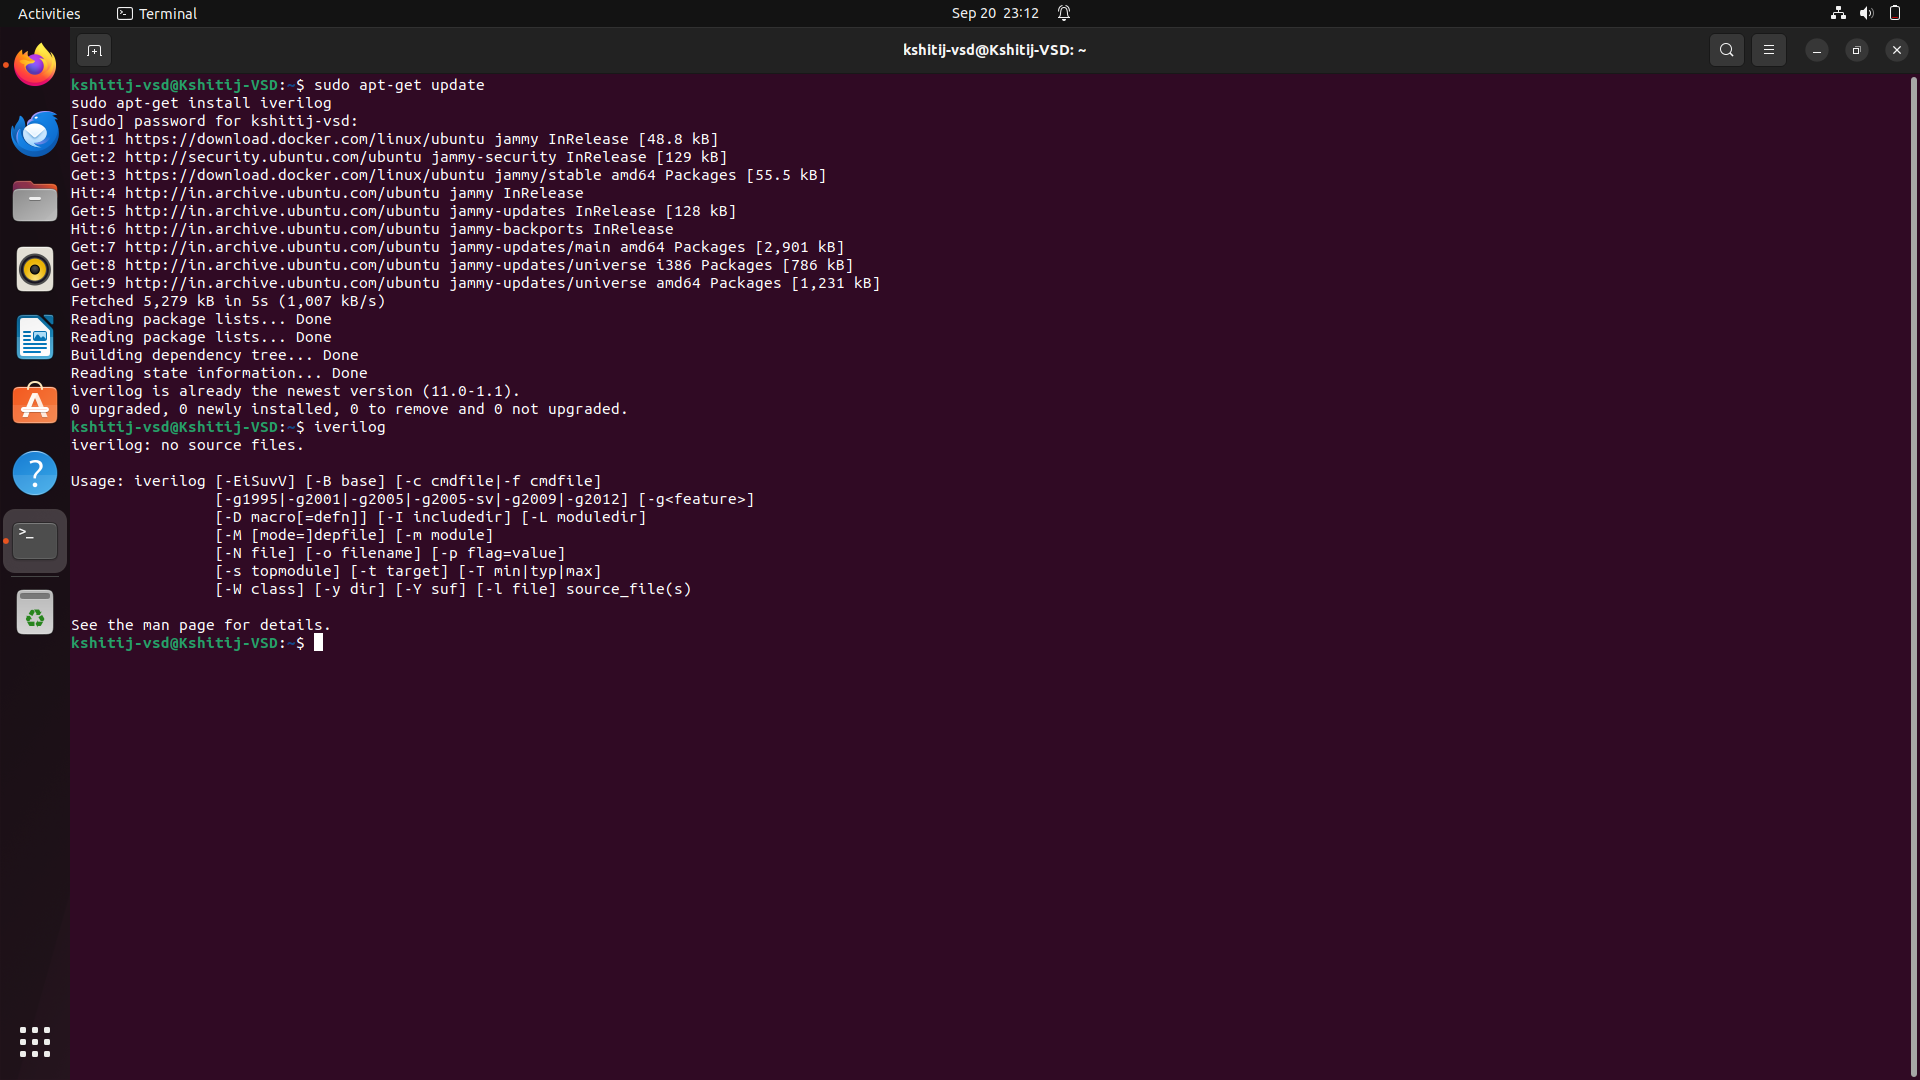 Activities
Terminal
Sep 20 23:12
kshitij-vsd@Kshitij-VSD: ~
kshitij-vsd@Kshitij-VSD:~$ sudo apt-get update
sudo apt-get install iverilog
[sudo] password for kshitij-vsd:
Get:1 https://download.docker.com/linux/ubuntu jammy InRelease [48.8 kB]
Get:2 http://security.ubuntu.com/ubuntu jammy-security InRelease [129 kB]
Get:3 https://download.docker.com/linux/ubuntu jammy/stable amd64 Packages [55.5 kB]
Hit:4 http://in.archive.ubuntu.com/ubuntu jammy InRelease
Get:5 http://in.archive.ubuntu.com/ubuntu jammy-updates InRelease [128 kB]
Hit:6 http://in.archive.ubuntu.com/ubuntu jammy-backports InRelease
Get:7 http://in.archive.ubuntu.com/ubuntu jammy-updates/main amd64 Packages [2,901 kB]
Get:8 http://in.archive.ubuntu.com/ubuntu jammy-updates/universe i386 Packages [786 kB]
Get:9 http://in.archive.ubuntu.com/ubuntu jammy-updates/universe amd64 Packages [1,231 kB]
Fetched 5,279 kB in 5s (1,007 kB/s)
Reading package lists... Done
Reading package lists... Done
Building dependency tree... Done
Reading state information... Done
iverilog is already the newest version (11.0-1.1).
0 upgraded, 0 newly installed, 0 to remove and 0 not upgraded.
kshitij-vsd@Kshitij-VSD:~$ iverilog
iverilog: no source files.

Usage: iverilog [-EiSuvV] [-B base] [-c cmdfile|-f cmdfile]
                [-g1995|-g2001|-g2005|-g2005-sv|-g2009|-g2012] [-g<feature>]
                [-D macro[=defn]] [-I includedir] [-L moduledir]
                [-M [mode=]depfile] [-m module]
                [-N file] [-o filename] [-p flag=value]
                [-s topmodule] [-t target] [-T min|typ|max]
                [-W class] [-y dir] [-Y suf] [-l file] source_file(s)

See the man page for details.
kshitij-vsd@Kshitij-VSD:~$